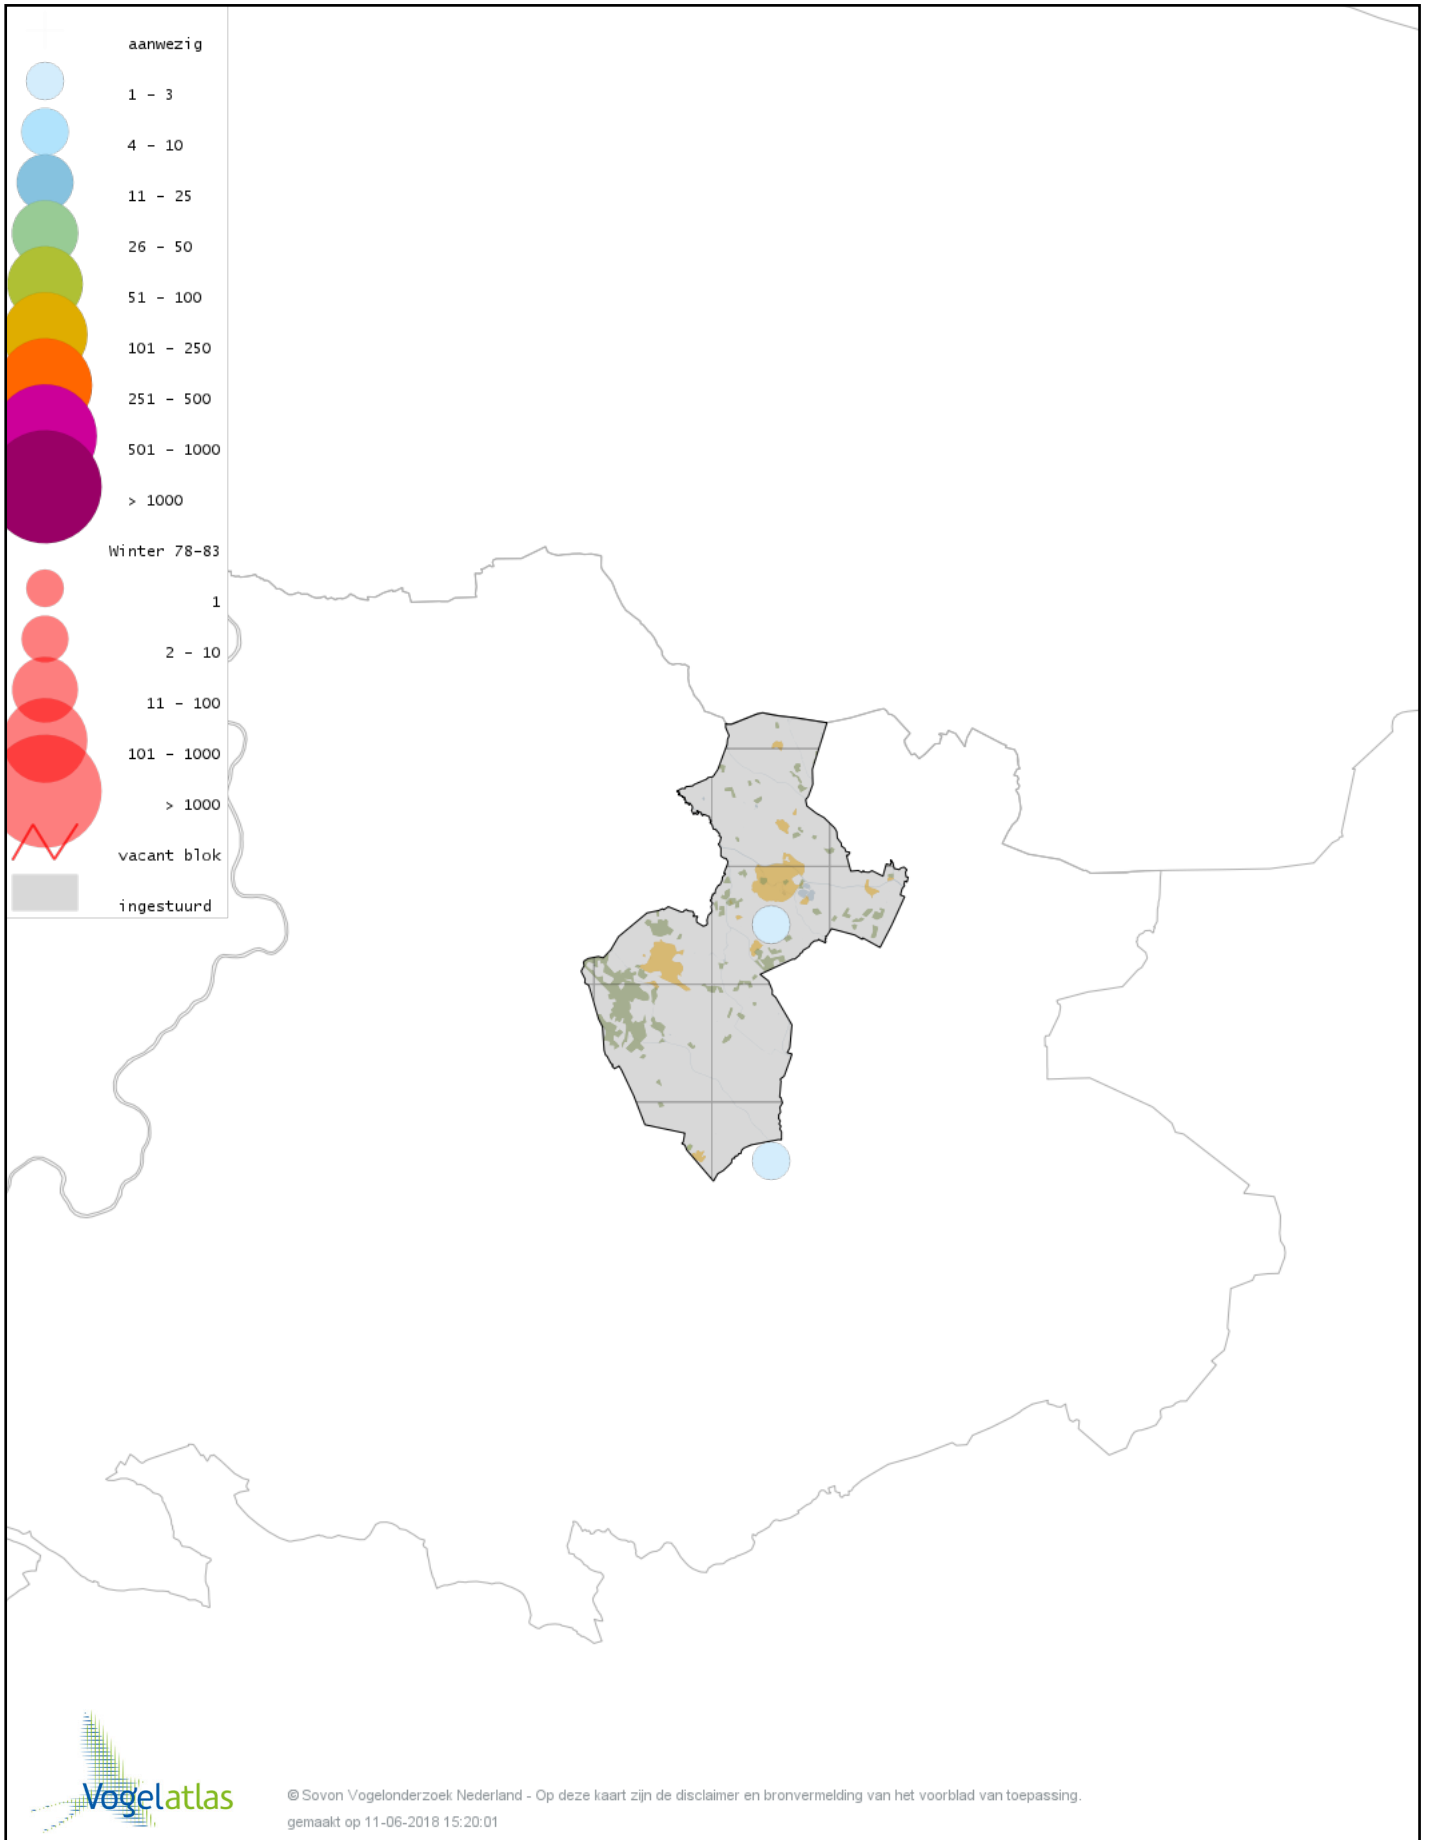 aanwezig
1 - 3
4 - 10
11 - 25
26 - 50
51 - 100
101 - 250
251 - 500
501 - 1000
> 1000
Winter 78-83
1
2 - 10
11 - 100
101 - 1000
> 1000
vacant blok
ingestuurd
Vogelatlas
© Sovon Vogelonderzoek Nederland - Op deze kaart zijn de disclaimer en bronvermelding van het voorblad van toepassing.
gemaakt op 11-06-2018 15:20:01